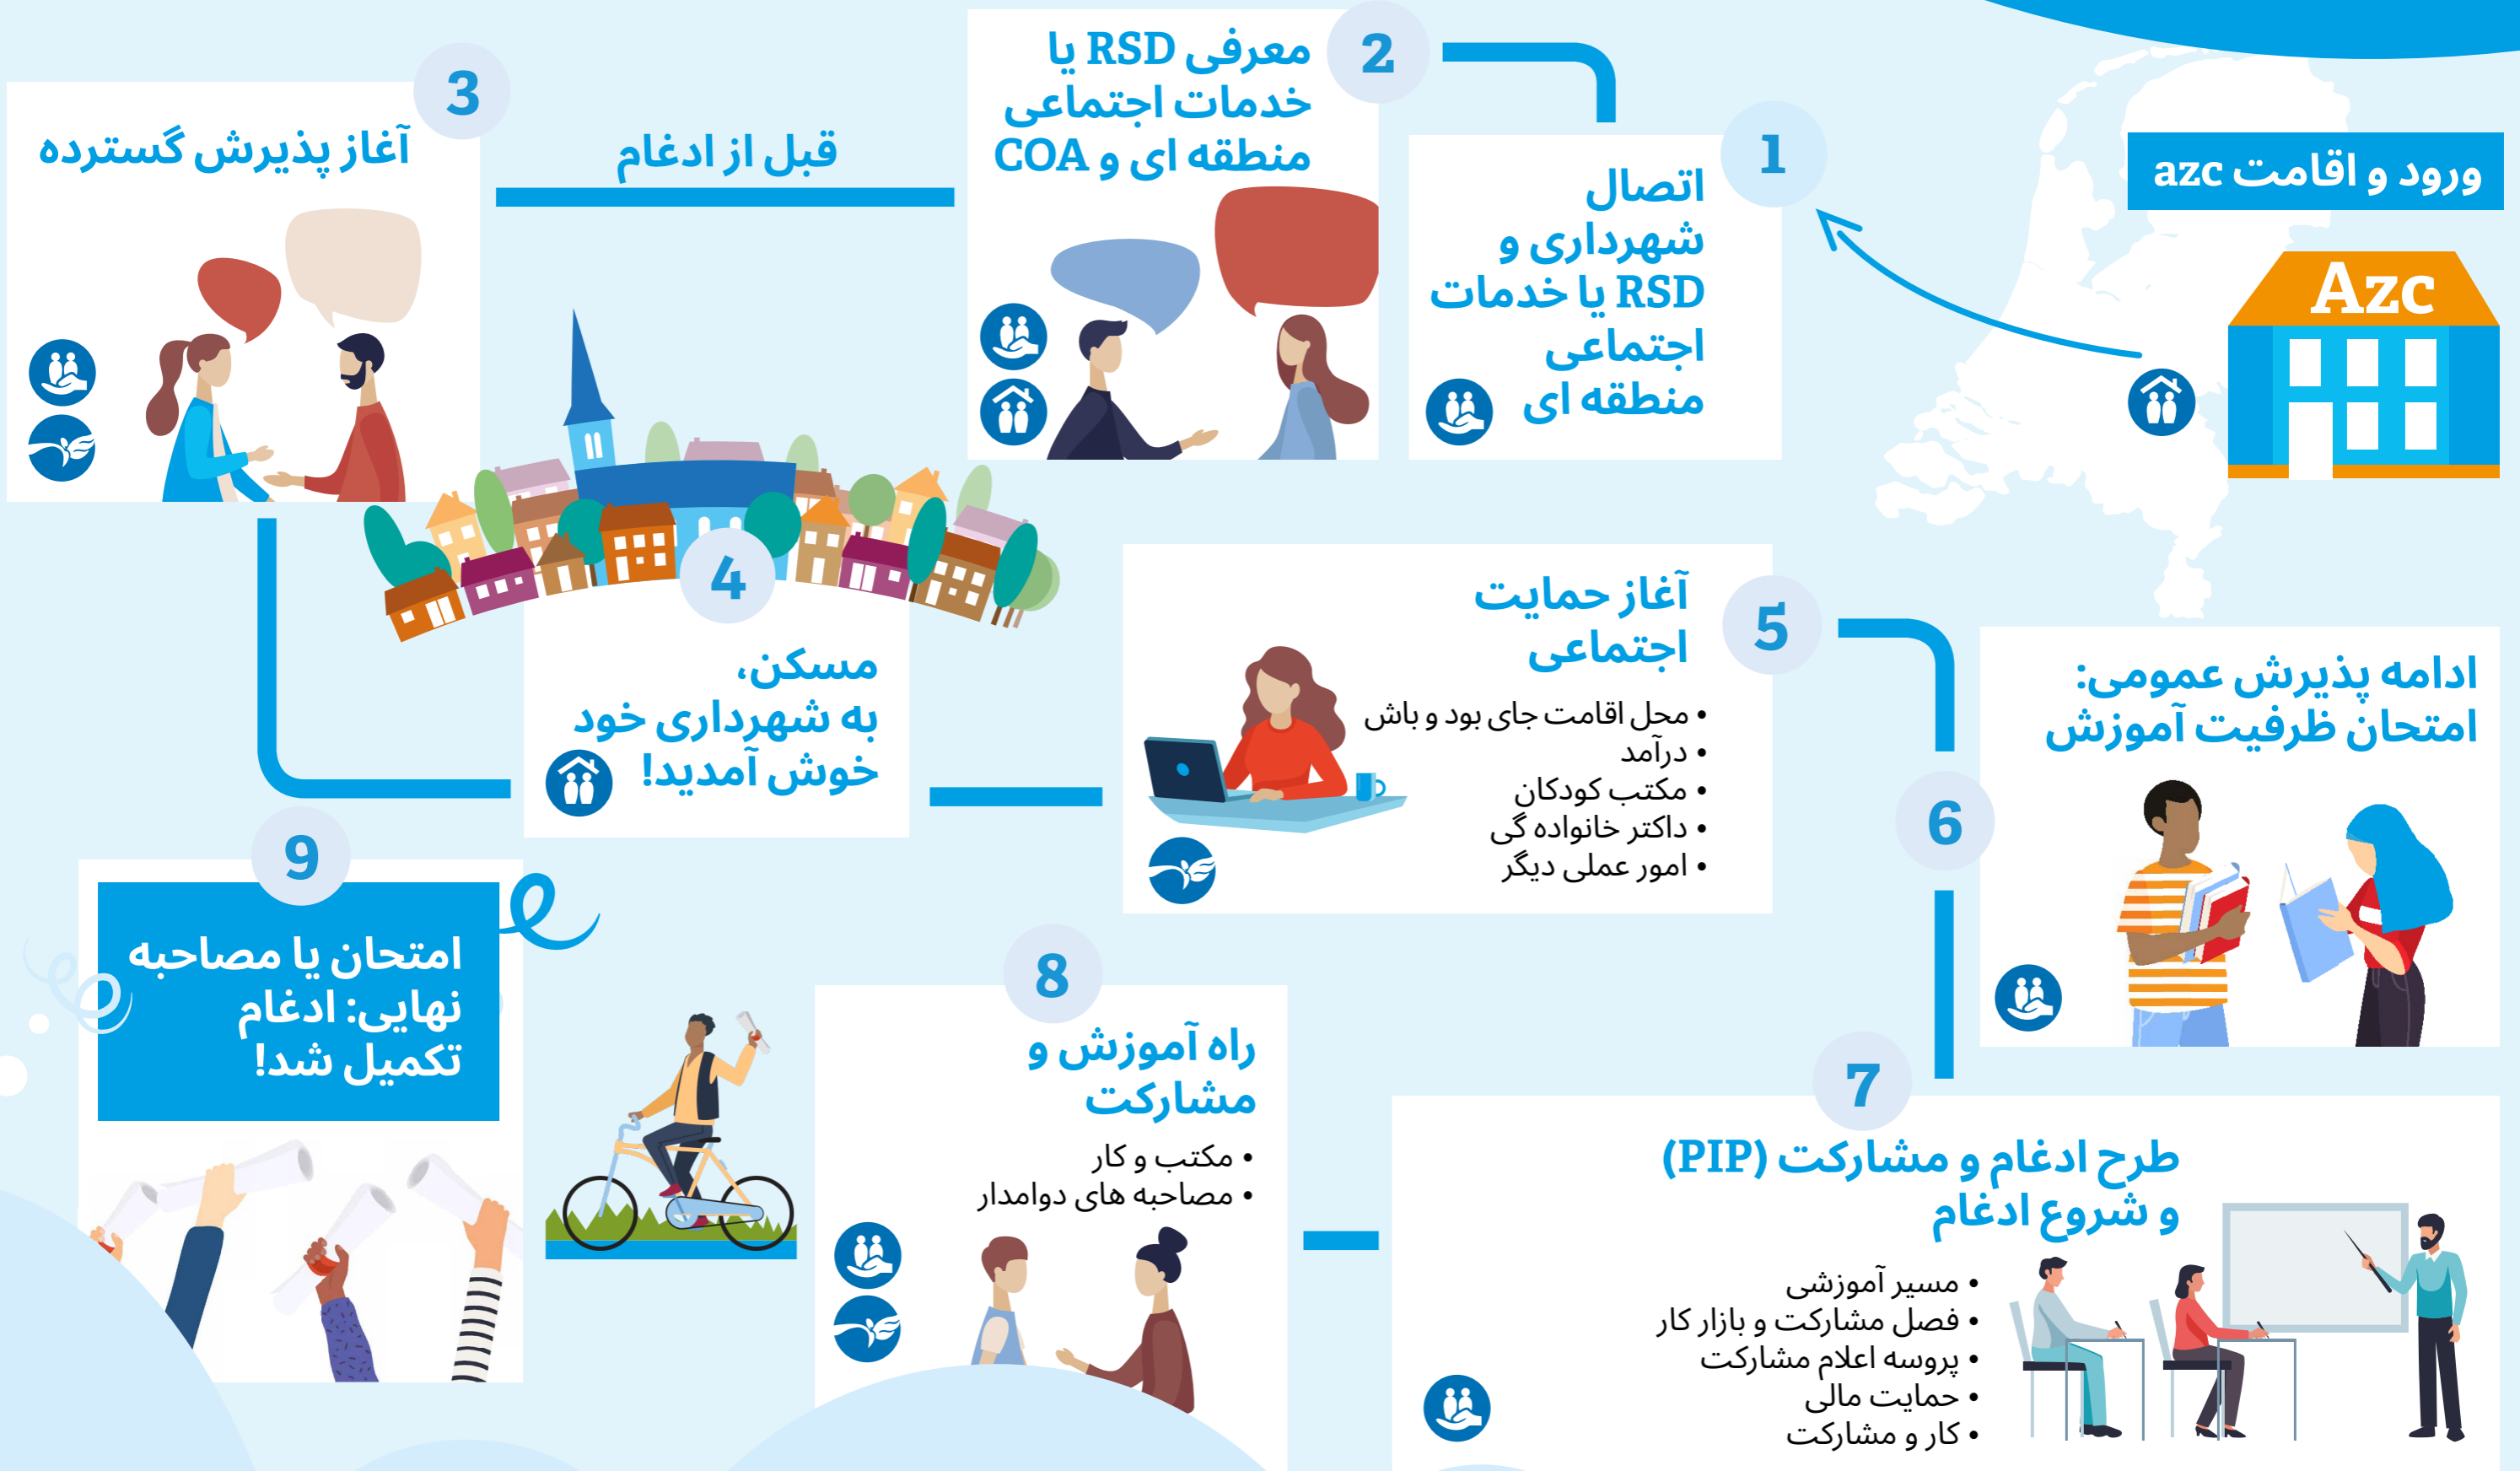 ورود و اقامت azc
Azc
1
اتصال
شهرداری و
RSD یا خدمات
اجتماعی
منطقه ای
2
معرفی RSD یا
خدمات اجتماعی
منطقه ای و COA
قبل از ادغام
3
آغاز پذیرش گسترده
4
مسکن،
به شهرداری خود
خوش آمدید!
5
آغاز حمایت
اجتماعی
• محل اقامت جای بود و باش
• درآمد
• مکتب کودکان
• داکتر خانواده گی
• امور عملی دیگر
6
ادامه پذیرش عمومی:
امتحان ظرفیت آموزش
7
طرح ادغام و مشارکت (PIP)
و شروع ادغام
• مسیر آموزشی
• فصل مشارکت و بازار کار
• پروسه اعلام مشارکت
• حمایت مالی
• کار و مشارکت
8
راه آموزش و
مشارکت
• مکتب و کار
• مصاحبه های دوامدار
9
امتحان یا مصاحبه
نهایی: ادغام
تکمیل شد!